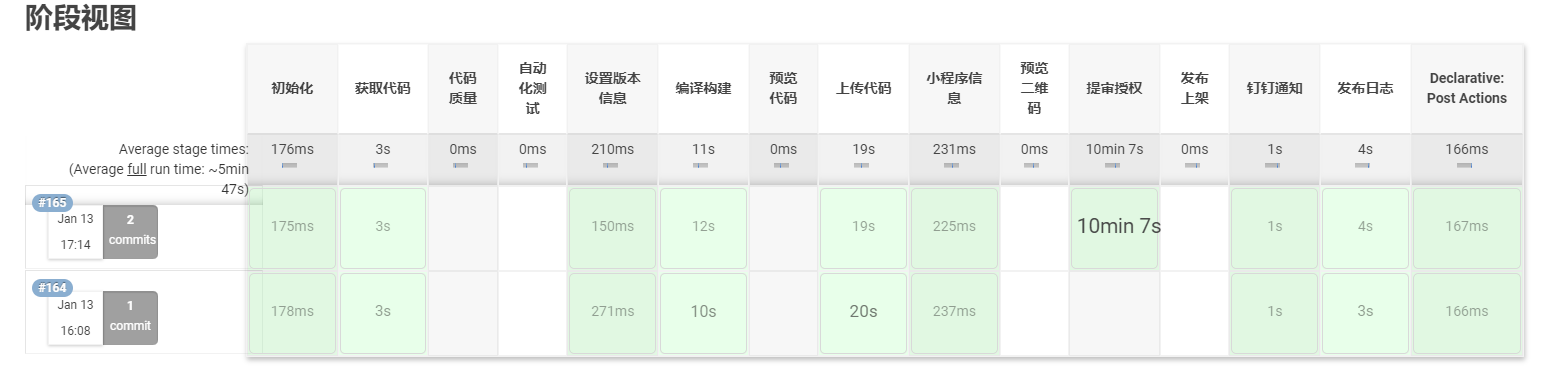 阶段视图
初始化
获取代码
代码
质量
自动
化测
试
设置版本
信息
编译构建
预览
代码
上传代码
小程序信
息
预览
二维
码
提审授权
发布
上架
钉钉通知
发布日志
Declarative:
Post Actions
Average stage times:
(Average full run time: ~5min
47s)
176ms
3s
0ms
0ms
210ms
11s
0ms
19s
231ms
0ms
10min 7s
0ms
1s
4s
166ms
#165
Jan 13
17:14
2
commits
175ms
3s
150ms
12s
19s
225ms
10min 7s
1s
4s
167ms
#164
Jan 13
16:08
1
commit
178ms
3s
271ms
10s
20s
237ms
1s
3s
166ms